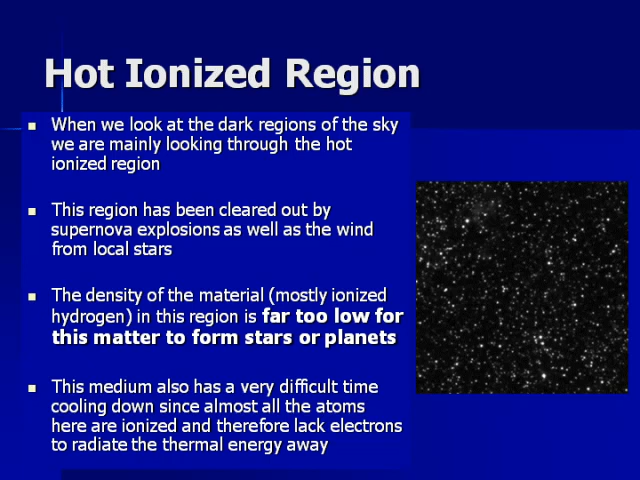 Hot Ionized Region
When we look at the dark regions of the sky
we are mainly looking through the hot
ionized region
This region has been cleared out by
supernova explosions as well as the wind
from local stars
The density of the material (mostly ionized
hydrogen) in this region is far too low for
this matter to form stars or planets
This medium also has a very difficult time
cooling down since almost all the atoms
here are ionized and therefore lack electrons
to radiate the thermal energy away